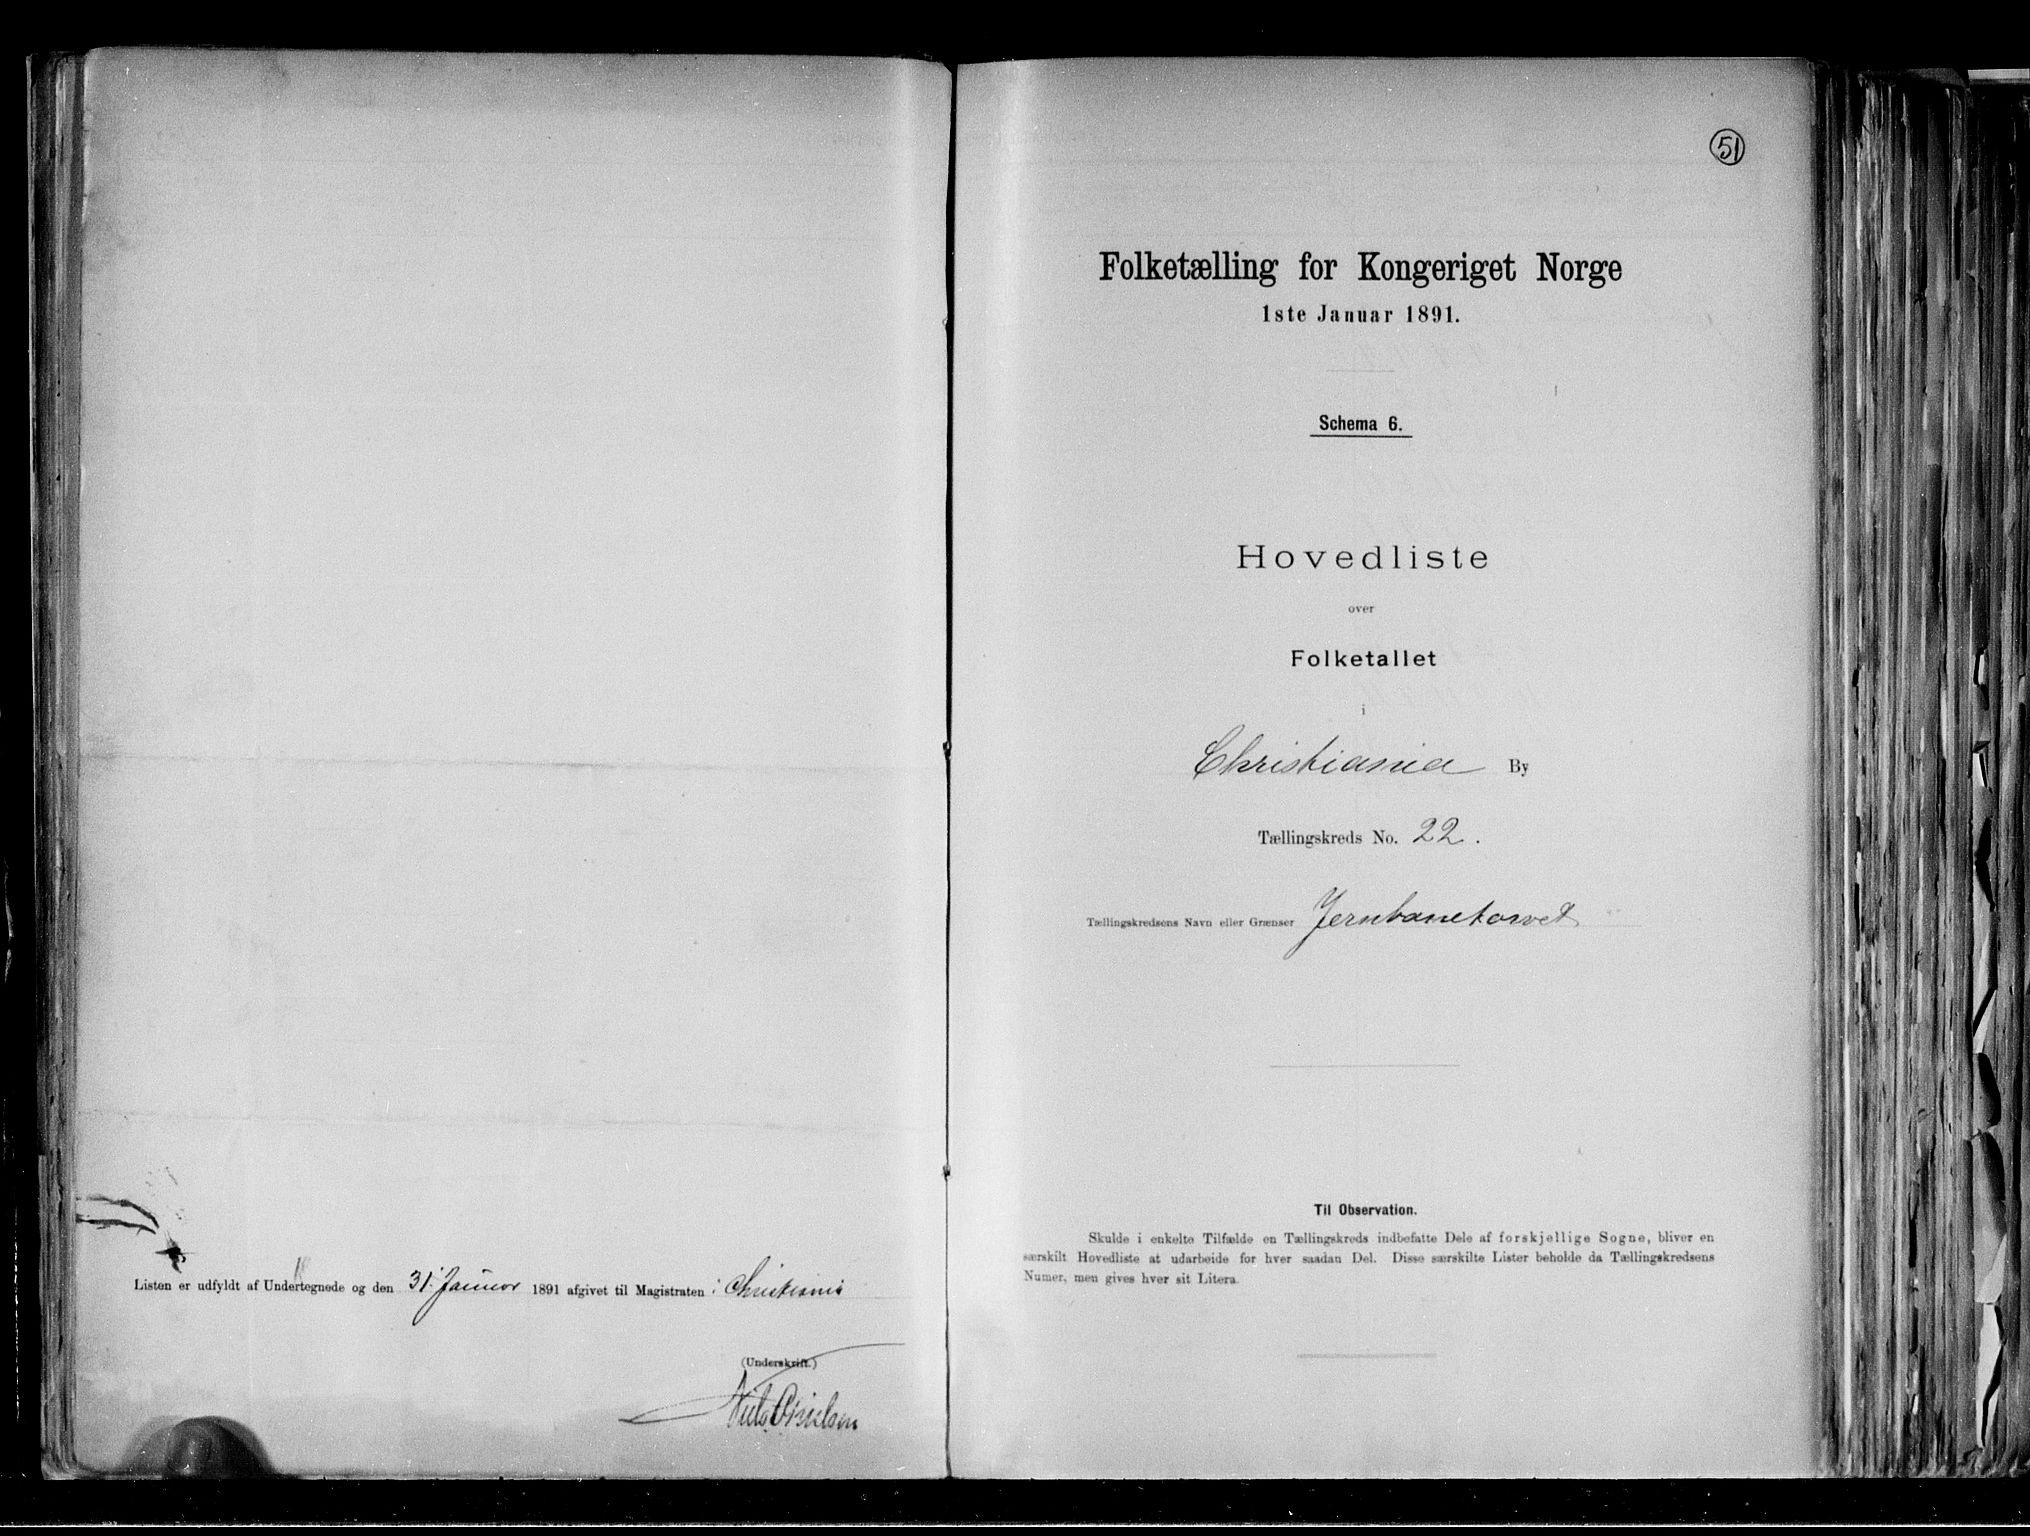 Listen er udfyldt af Undertegnede og den 31. Januar 1891 afgivet til Magistraten i Christiania
(Underskrift.)
Nils
51
Folketælling for Kongeriget Norge
1ste Januar 1891.
Schema 6.
Hovedliste
over
Folketallet
i
Christiania By
Tællingskreds No. 22.
Tællingskredsens Navn eller Grænser Jernbanetorvet
Til Observation.
Skulde i enkelte Tilfælde en Tællingskreds indbefatte Dele af forskjellige Sogne, bliver en
særskilt Hovedliste at udarbeide for hver saadan Del. Disse særskilte Lister beholde da Tællingskredsens
Numer, men gives hver sit Litera.